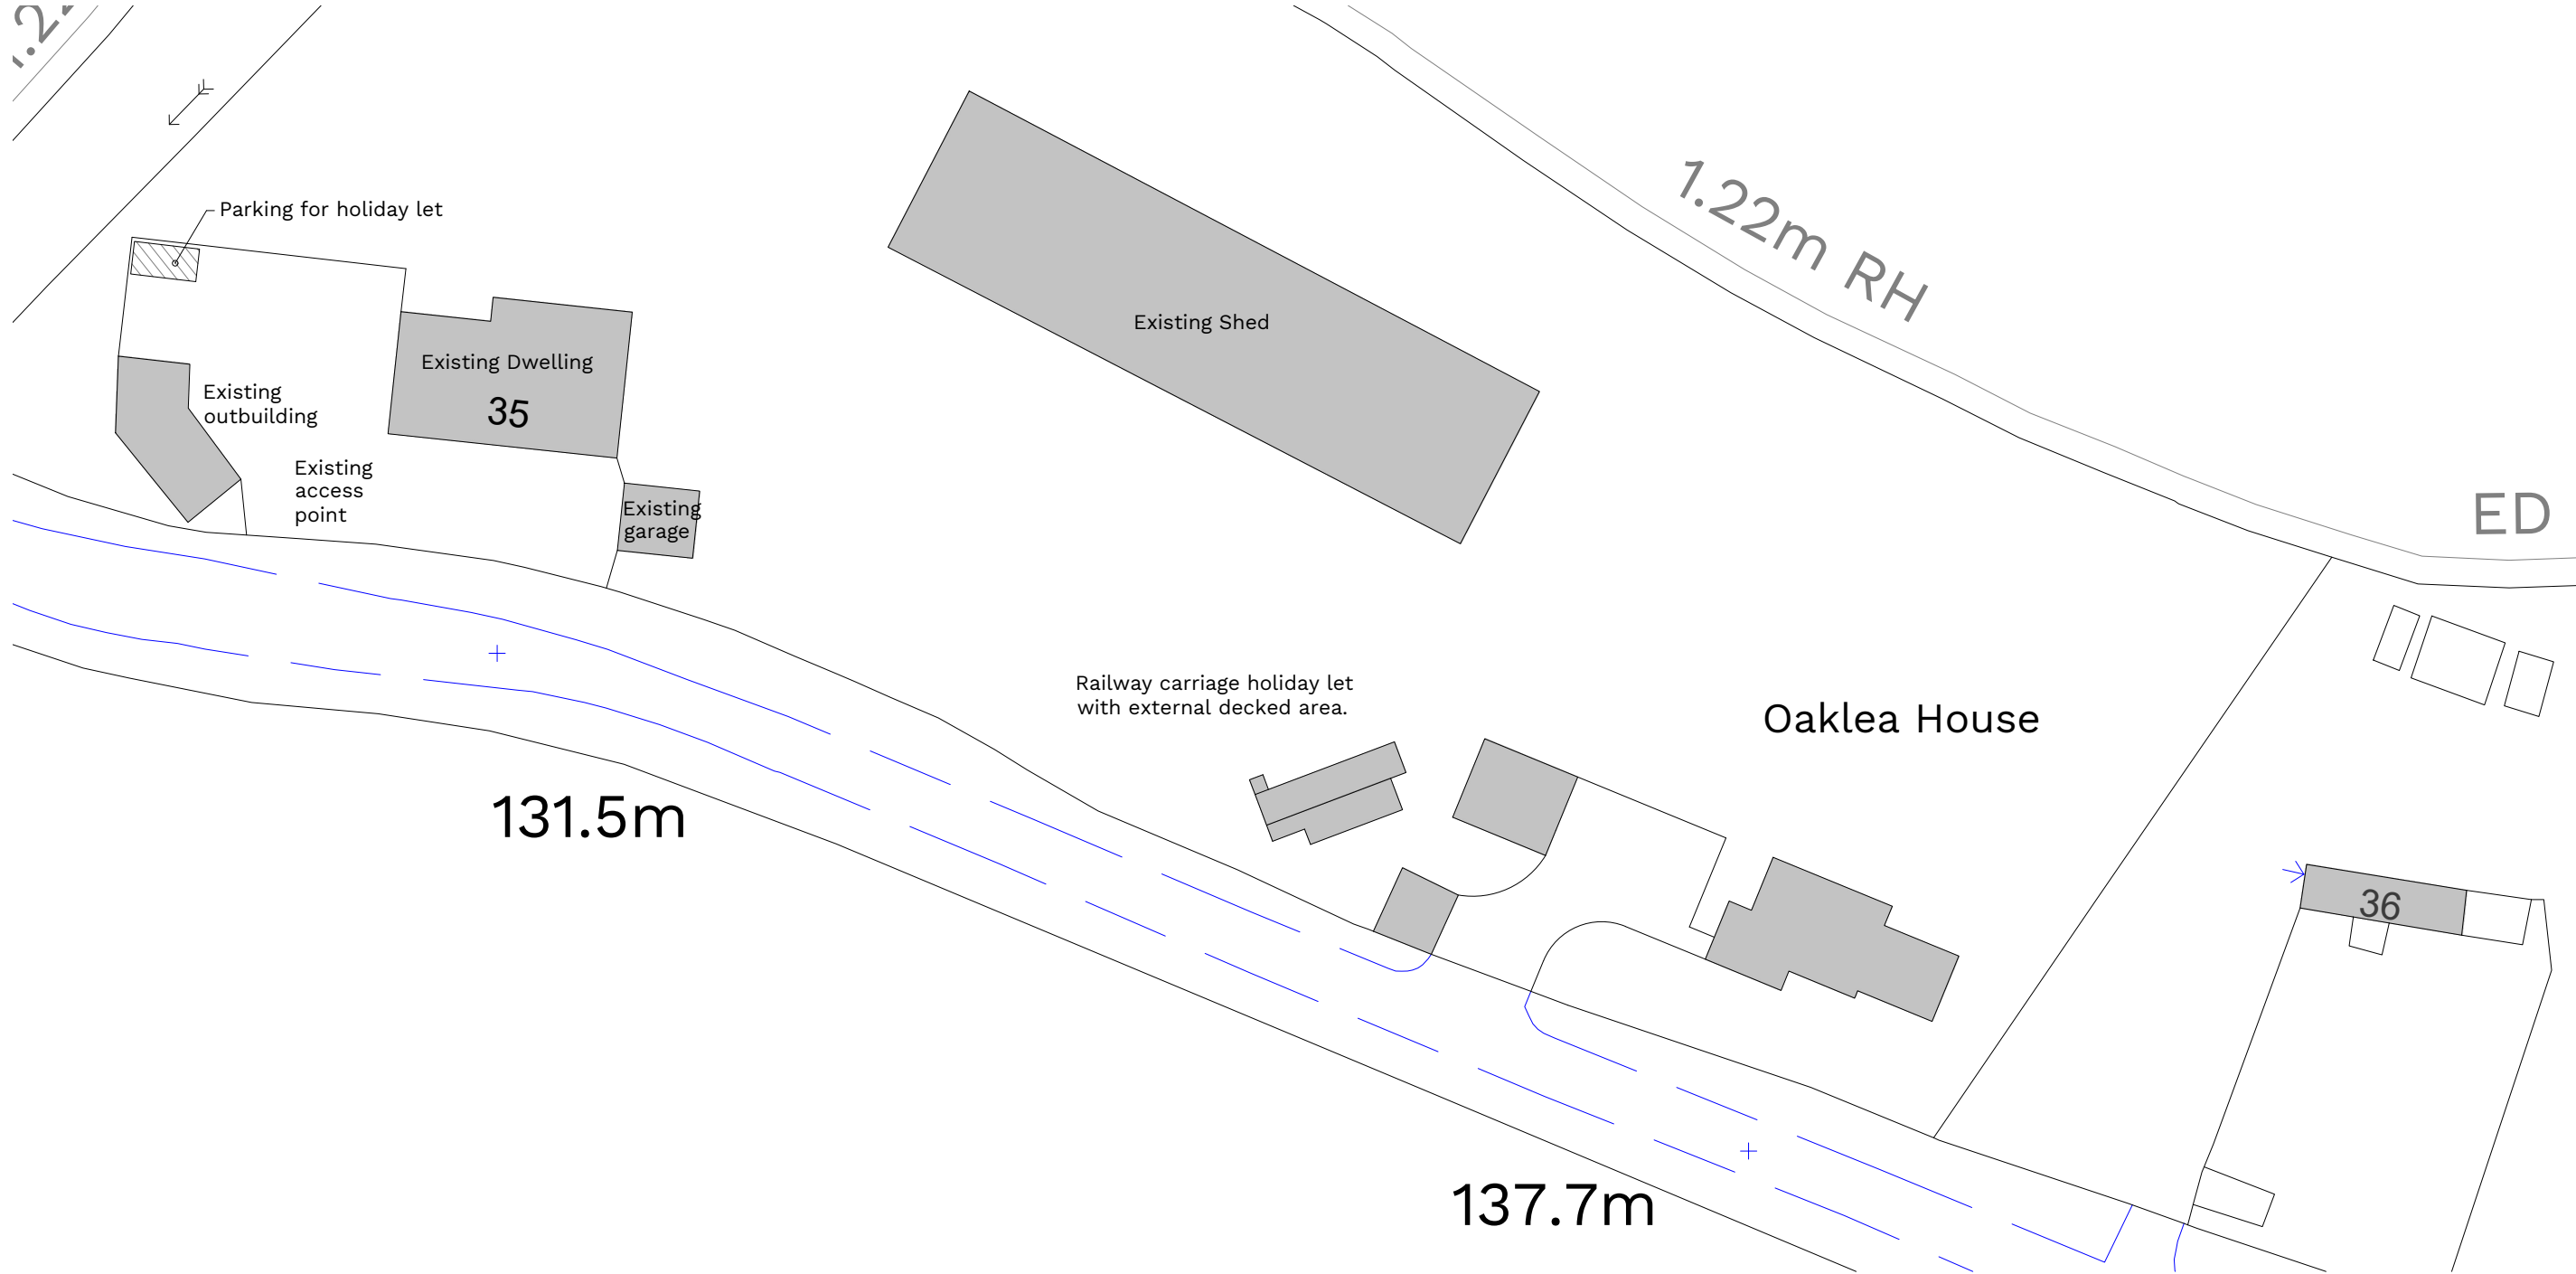 1.22m RH
Parking for holiday let
Existing Shed
Existing Dwelling
35
Existing
outbuilding
Existing
access
point
Existing
garage
ED
Railway carriage holiday let
with external decked area.
Oaklea House
131.5m
36
137.7m